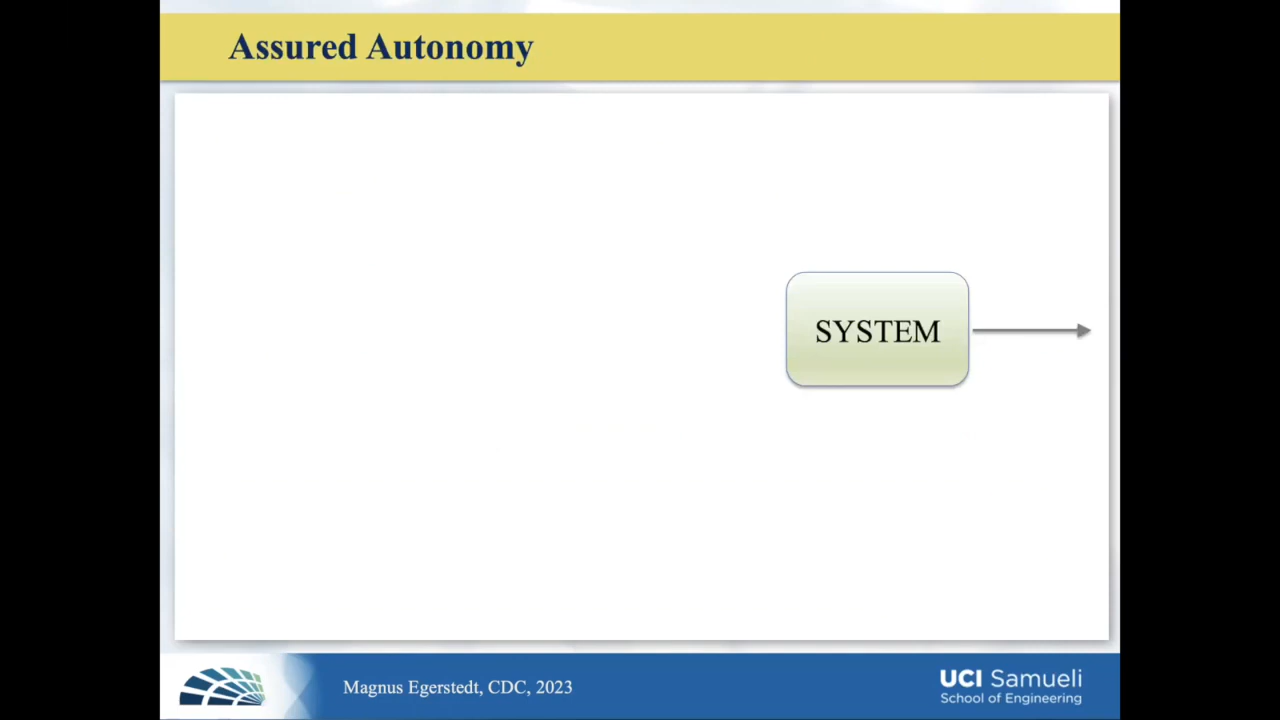 Assured Autonomy
SYSTEM
Magnus Egerstedt, CDC, 2023
UCI Samueli
School of Engineering